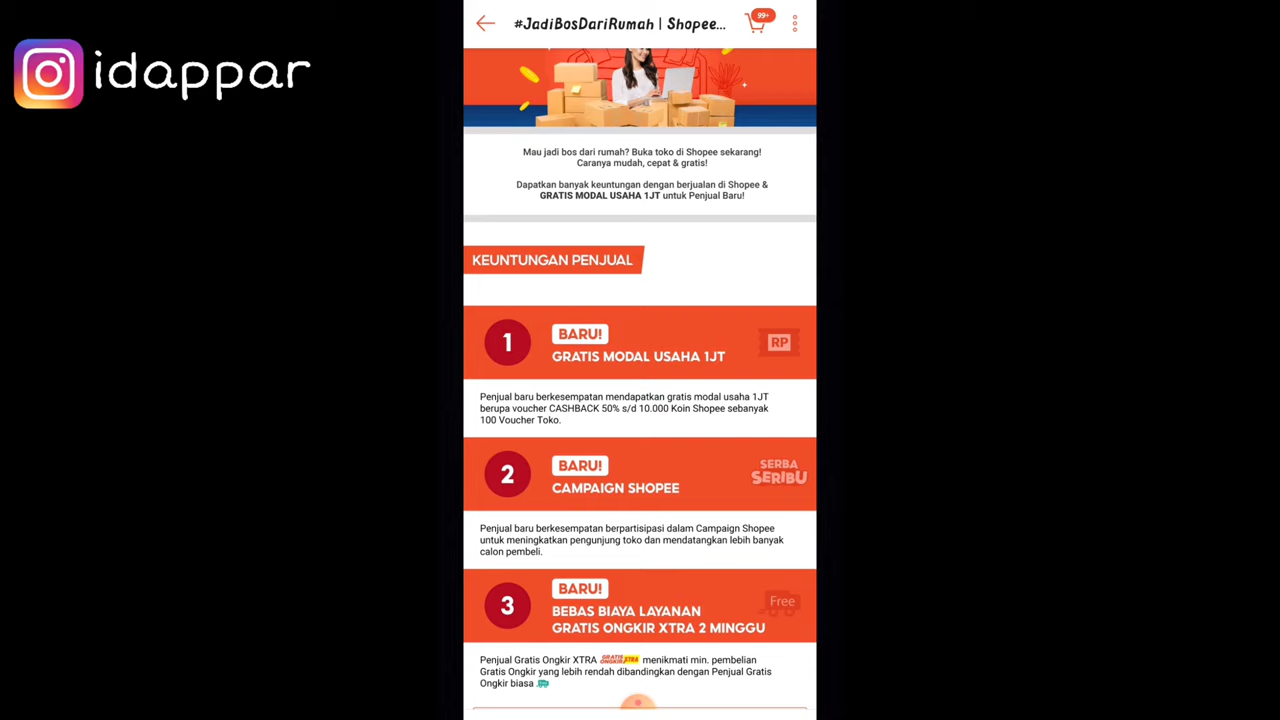 idappar
#JadiBosDariRumah | Shopee...
99+
Mau jadi bos dari rumah? Buka toko di Shopee sekarang!
Caranya mudah, cepat & gratis!
Dapatkan banyak keuntungan dengan berjualan di Shopee &
GRATIS MODAL USAHA 1JT untuk Penjual Baru!
KEUNTUNGAN PENJUAL
1
BARU!
GRATIS MODAL USAHA 1JT
RP
Penjual baru berkesempatan mendapatkan gratis modal usaha 1JT
berupa voucher CASHBACK 50% s/d 10.000 Koin Shopee sebanyak
100 Voucher Toko.
2
BARU!
CAMPAIGN SHOPEE
SERBA
SERIBU
Penjual baru berkesempatan berpartisipasi dalam Campaign Shopee
untuk meningkatkan pengunjung toko dan mendatangkan lebih banyak
calon pembeli.
3
BARU!
BEBAS BIAYA LAYANAN
GRATIS ONGKIR XTRA 2 MINGGU
Free
Penjual Gratis Ongkir XTRA GRATIS ONGKIR XTRA menikmati min. pembelian
Gratis Ongkir yang lebih rendah dibandingkan dengan Penjual Gratis
Ongkir biasa